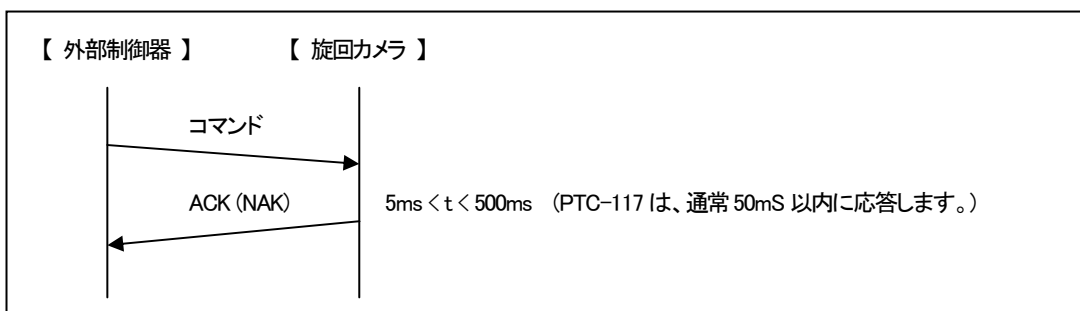 【 外部制御器 】 【 旋回カメラ 】
コマンド
ACK (NAK) 5ms<t<500ms (PTC-117 は、通常 50mS 以内に応答します。)